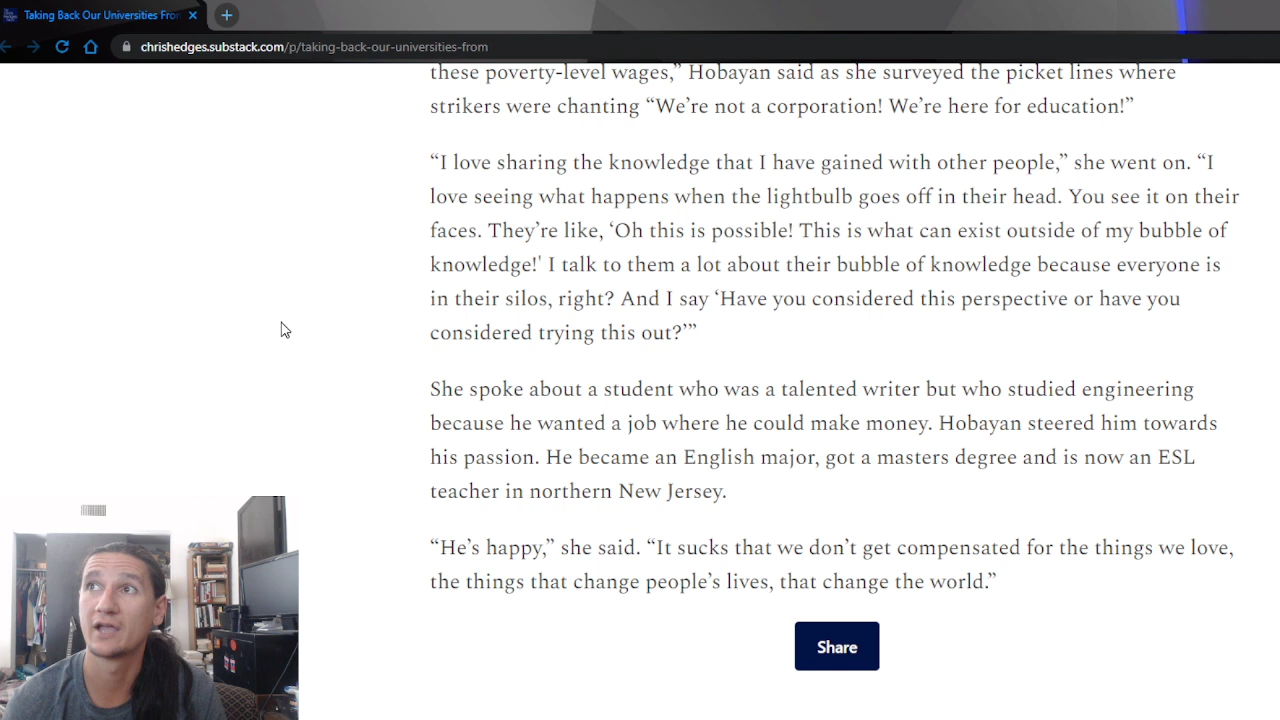 Taking Back Our Universities Fro
chrishedges.substack.com/p/taking-back-our-universities-from
these poverty-level wages,” Hobayan said as she surveyed the picket lines where
strikers were chanting “We’re not a corporation! We’re here for education!”
“I love sharing the knowledge that I have gained with other people,” she went on. “I
love seeing what happens when the lightbulb goes off in their head. You see it on their
faces. They’re like, ‘Oh this is possible! This is what can exist outside of my bubble of
knowledge!' I talk to them a lot about their bubble of knowledge because everyone is
in their silos, right? And I say ‘Have you considered this perspective or have you
considered trying this out?’”
She spoke about a student who was a talented writer but who studied engineering
because he wanted a job where he could make money. Hobayan steered him towards
his passion. He became an English major, got a masters degree and is now an ESL
teacher in northern New Jersey.
“He’s happy,” she said. “It sucks that we don’t get compensated for the things we love,
the things that change people’s lives, that change the world.”
Share